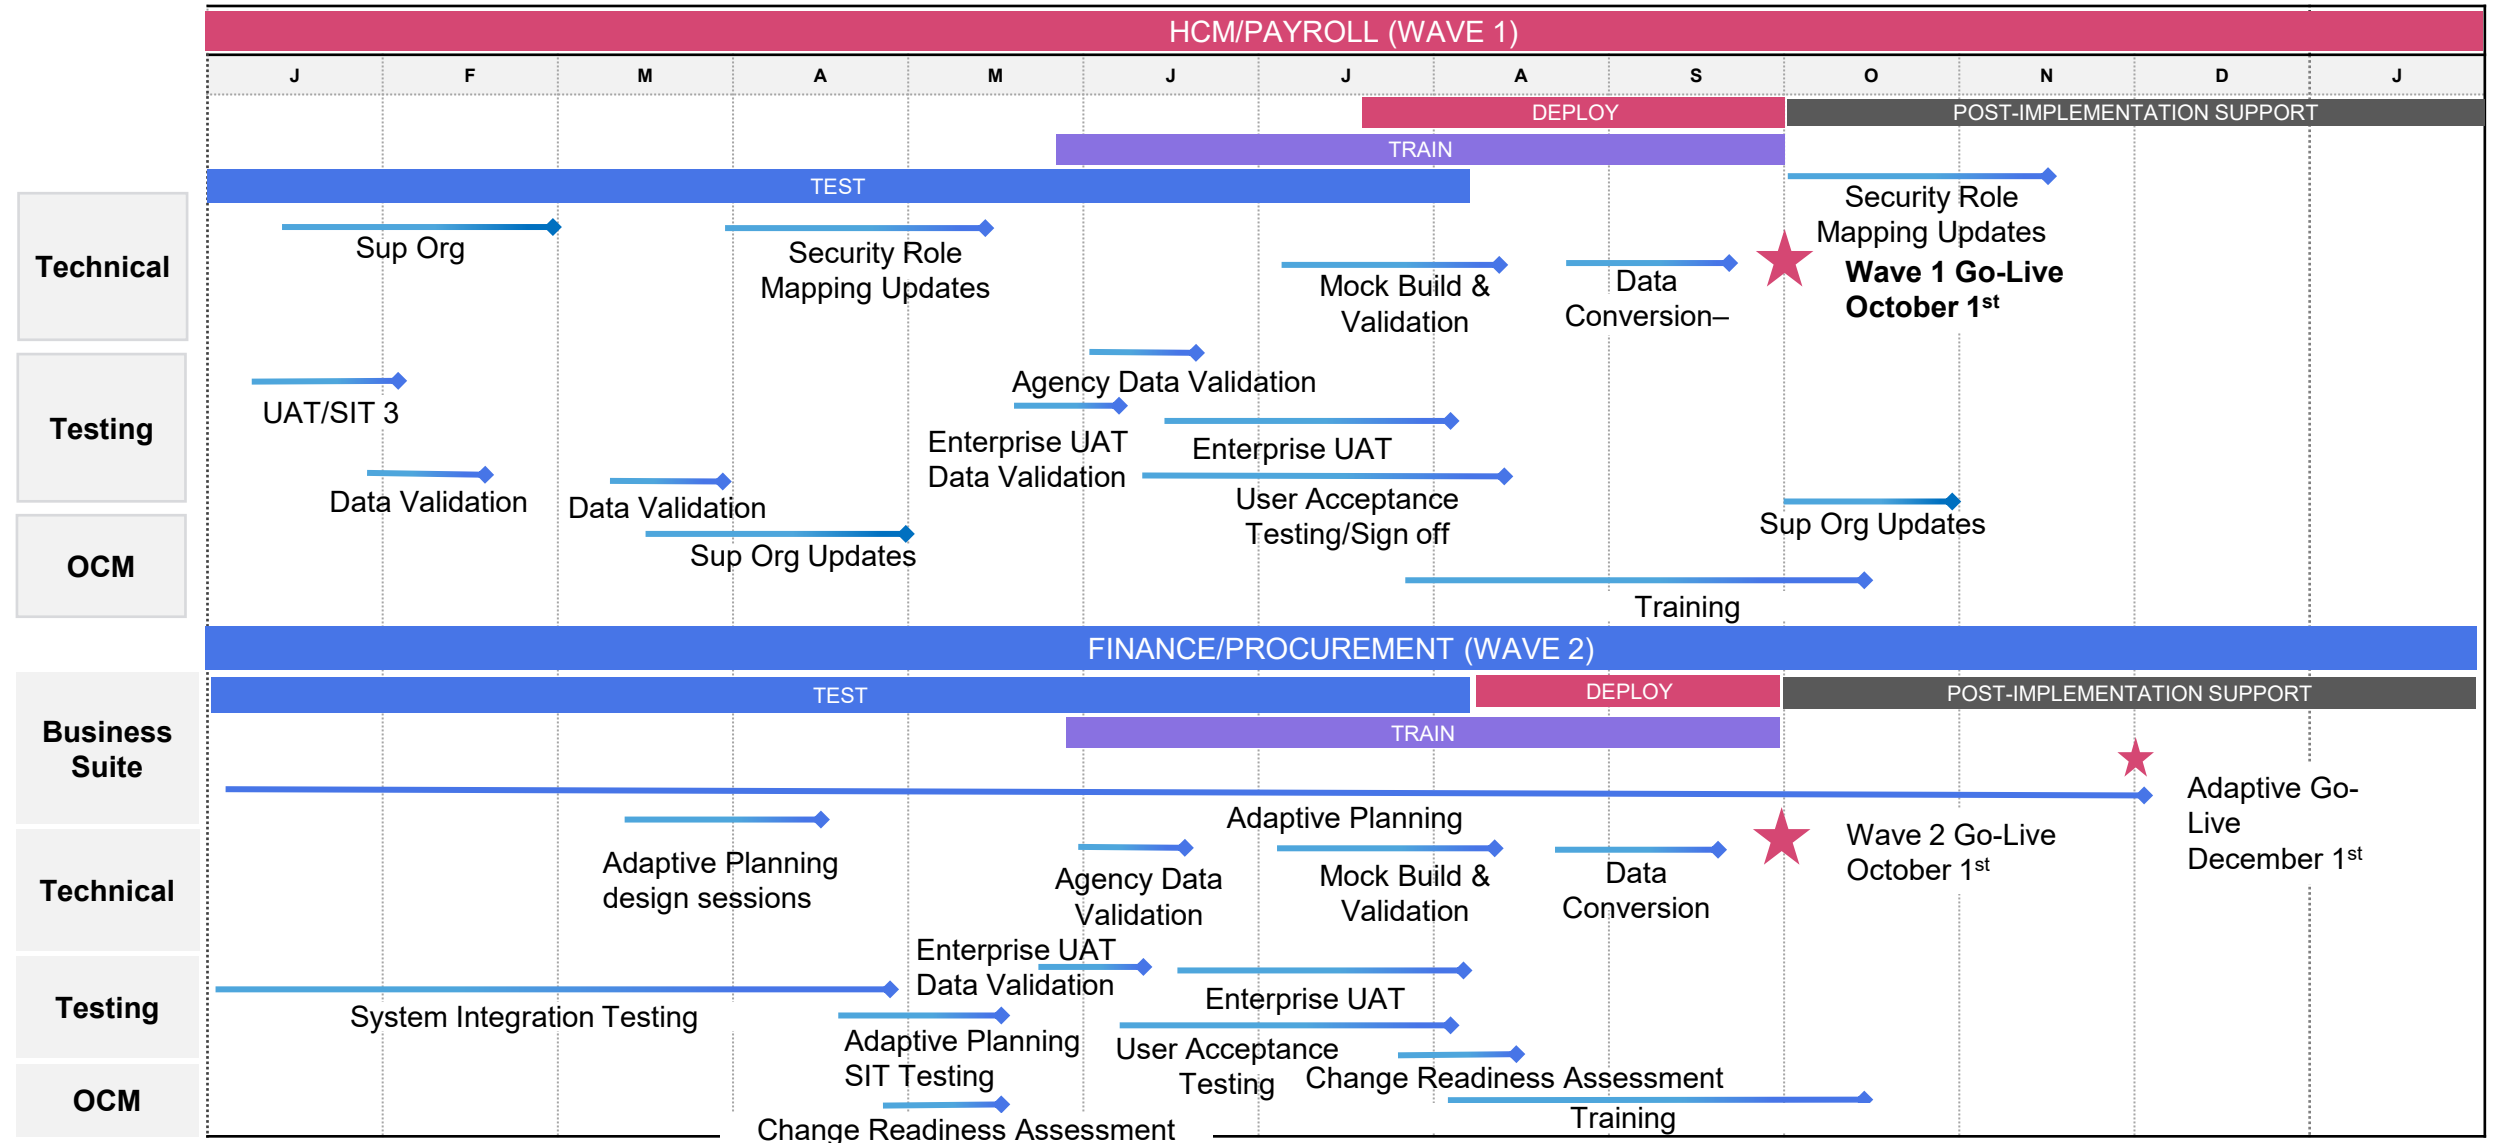 HCM/PAYROLL (WAVE 1)
J F M A M J J A S O N D J
DEPLOY
POST-IMPLEMENTATION SUPPORT
TRAIN
TEST
Technical
Sup Org
Security Role
Mapping Updates
Mock Build &
Validation
Data
Conversion–
Security Role
Mapping Updates
Wave 1 Go-Live
October 1st
Testing
UAT/SIT 3
Data Validation
Data Validation
Agency Data Validation
Enterprise UAT
Data Validation
Enterprise UAT
User Acceptance
Testing/Sign off
Sup Org Updates
OCM
Sup Org Updates
Training
FINANCE/PROCUREMENT (WAVE 2)
TEST
DEPLOY
POST-IMPLEMENTATION SUPPORT
TRAIN
Business
Suite
Adaptive Planning
Adaptive Go-
Live
December 1st
Technical
Adaptive Planning
design sessions
Agency Data
Validation
Mock Build &
Validation
Data
Conversion
Wave 2 Go-Live
October 1st
Testing
System Integration Testing
Enterprise UAT
Data Validation
Adaptive Planning
SIT Testing
Enterprise UAT
User Acceptance
Testing
Change Readiness Assessment
OCM
Change Readiness Assessment
Training